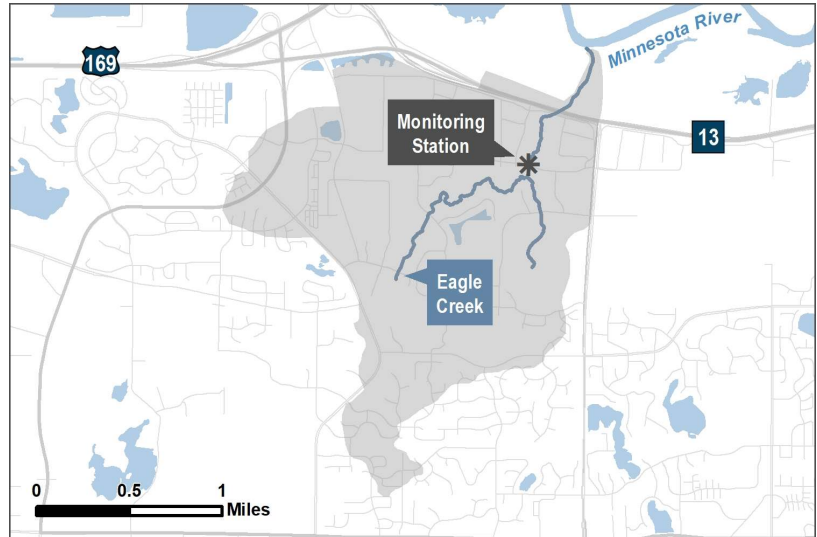 169
Minnesota River
Monitoring
Station
13
Eagle
Creek
0 0.5 1
Miles